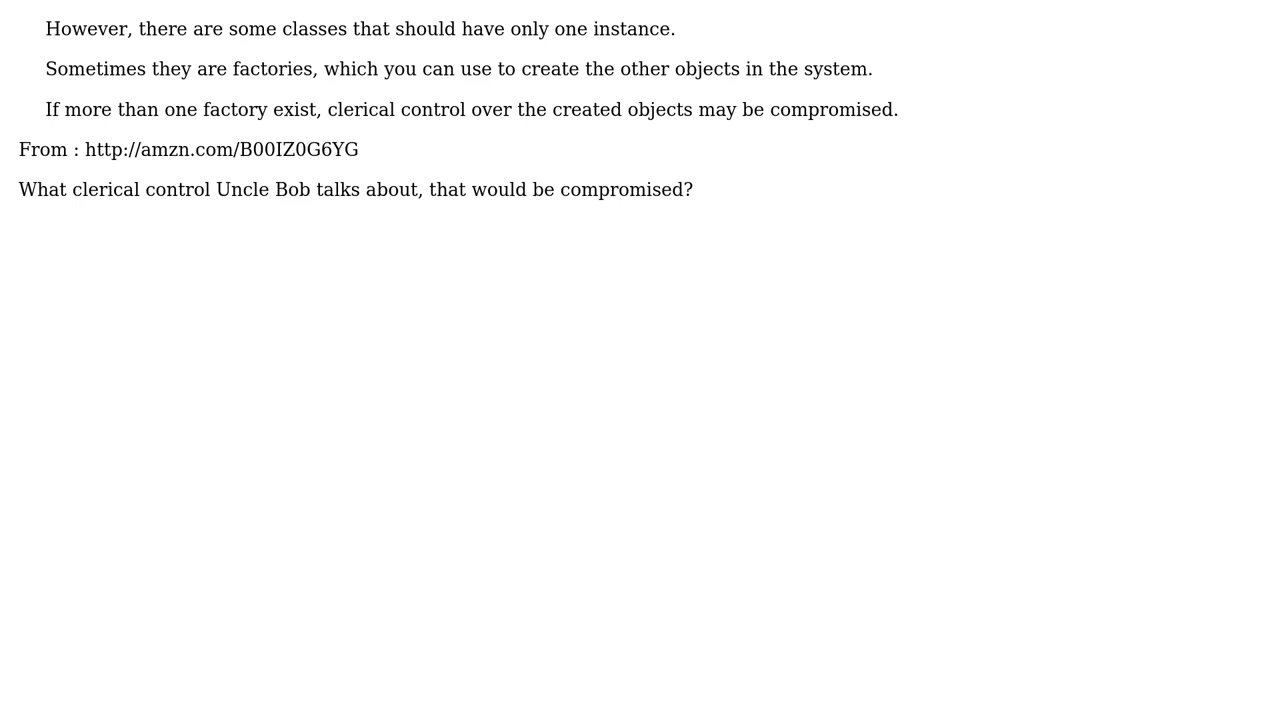 However, there are some classes that should have only one instance.
Sometimes they are factories, which you can use to create the other objects in the system.
If more than one factory exist, clerical control over the created objects may be compromised.
From : http://amzn.com/B00IZ0G6YG
What clerical control Uncle Bob talks about, that would be compromised?